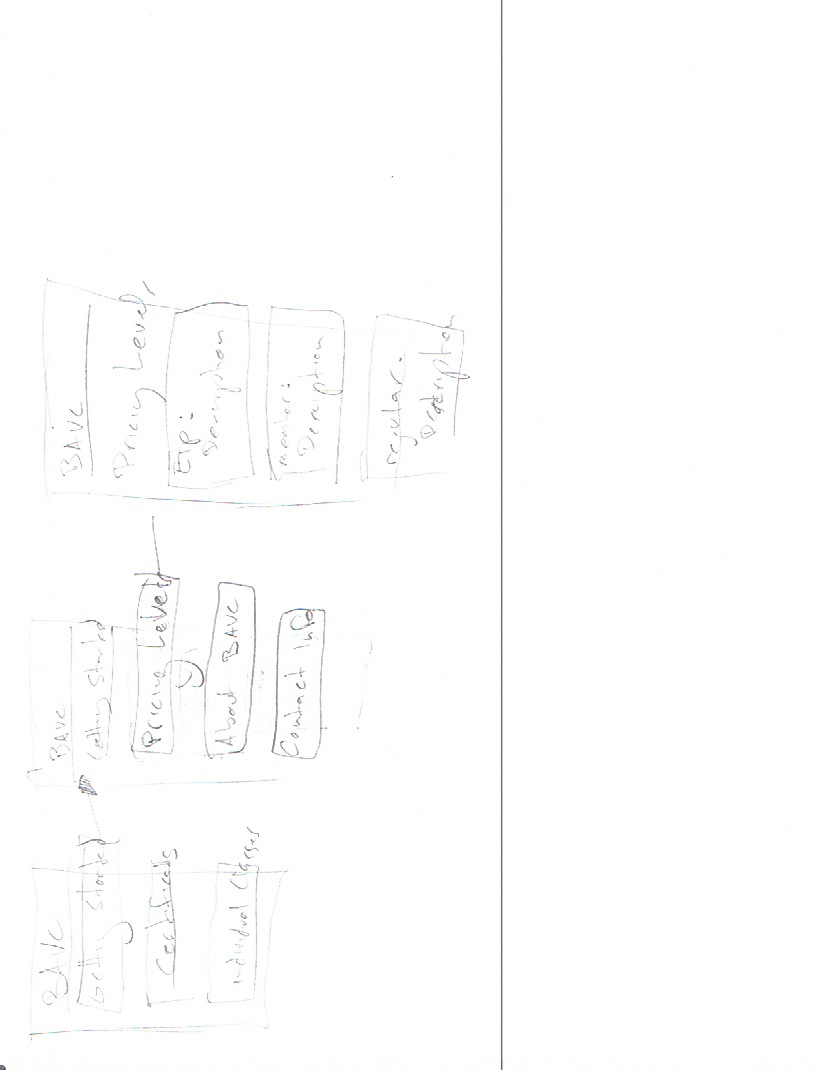 BAVC
Getting Started
Certificates
Individual Classes
BAVC
Getting Started
Pricing Levels
About BAVC
Contact Info
BAVC
Pricing Levels
ETP:
Description
member:
Description
regular:
Description